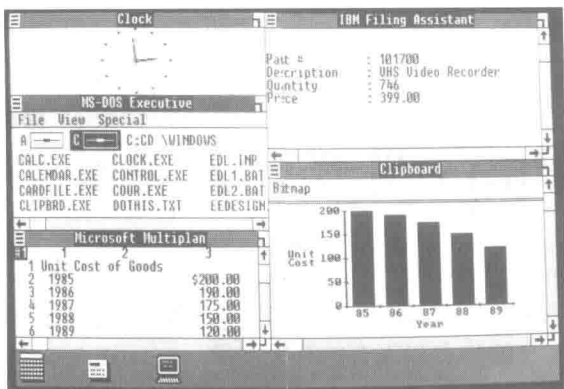 Clock
MS-DOS Executive
File View Special
A C C:CD \WINDOWS
CALC.EXE CLOCK.EXE EDL.INP
CALENDAR.EXE CONTROL.EXE EDL1.BAT
CARDFILE.EXE COUR.EXE EDL2.BAT
CLIPBRD.EXE DOTHIS.TXT EEDESIGN
Microsoft Multiplan
#1 1 2 3
1 Unit Cost of Goods
2 1985 $200.00
3 1986 190.00
4 1987 175.00
5 1988 150.00
6 1989 120.00
IBM Filing Assistant
Part # : 101700
Description : VHS Video Recorder
Quantity : 746
Price : 399.00
Clipboard
Bitmap
200
150
Unit
Cost 100
50
0
85 86 87 88 89
Year